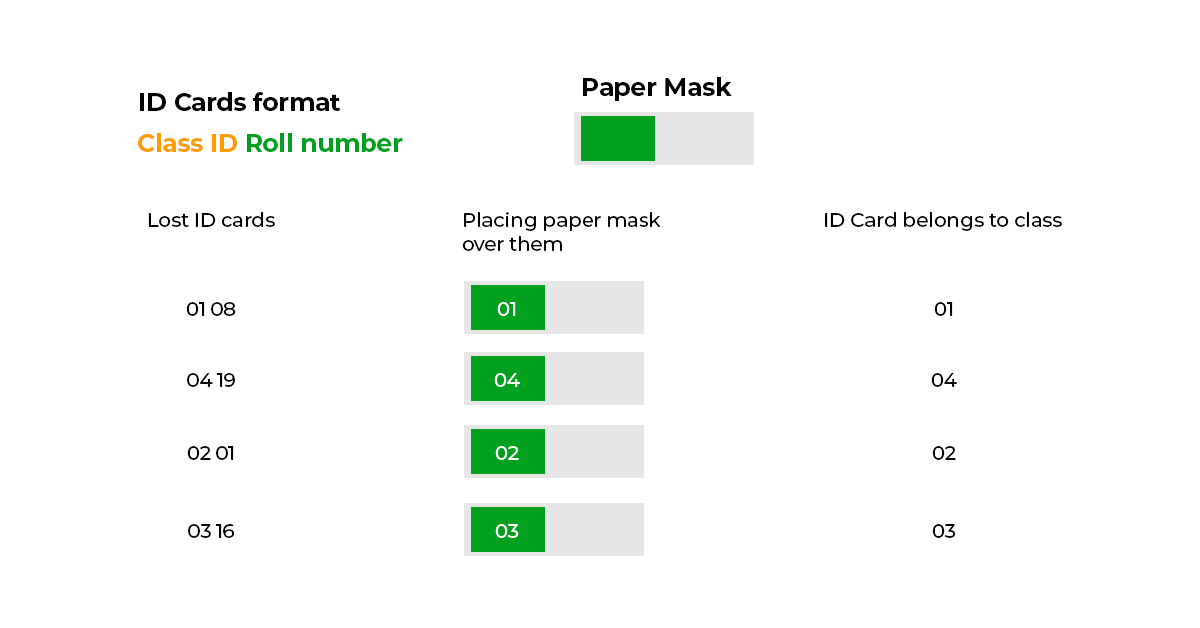 Paper Mask
ID Cards format
Class ID Roll number
Lost ID cards
Placing paper mask
over them
ID Card belongs to class
01 08
01
01
04 19
04
04
02 01
02
02
03 16
03
03